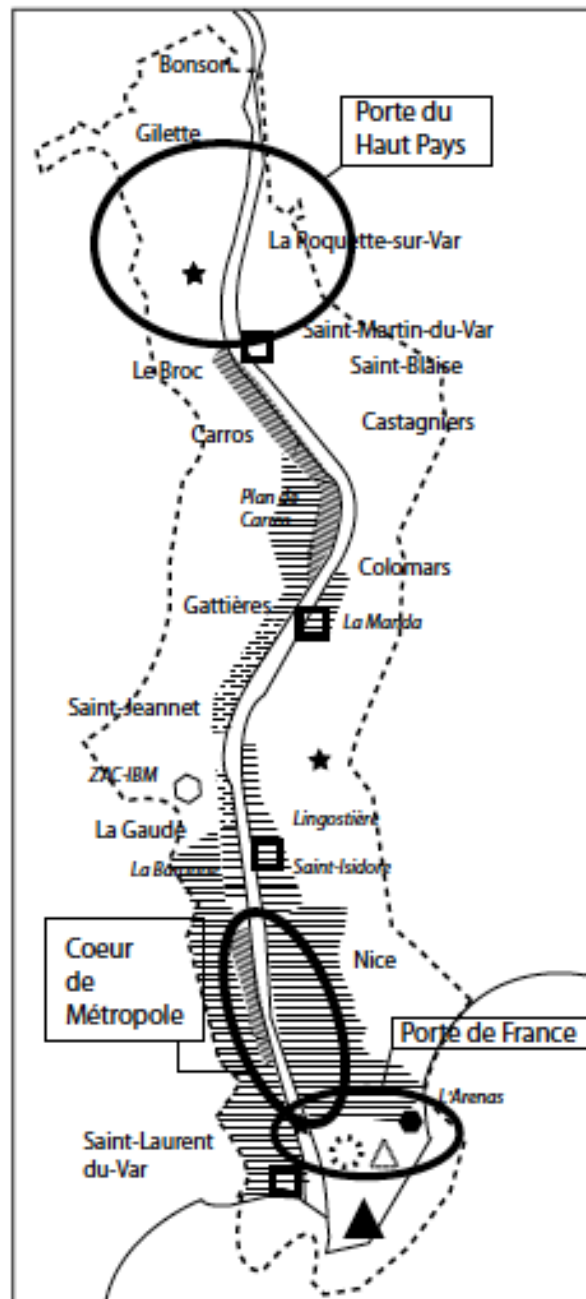 Bonson
Porte du
Haut Pays
Gilette
La Roquette-sur-Var
Saint-Martin-du-Var
Le Broc
Saint-Blaise
Castagniers
Carros
Plan de
Carros
Colomars
Gattières
La Manda
Saint-Jeannet
ZAC-IBM
Lingostière
La Gaude
La Baronne
Saint-Isidore
Coeur
de
Métropole
Nice
Porte de France
L'Arenas
Saint-Laurent
du-Var